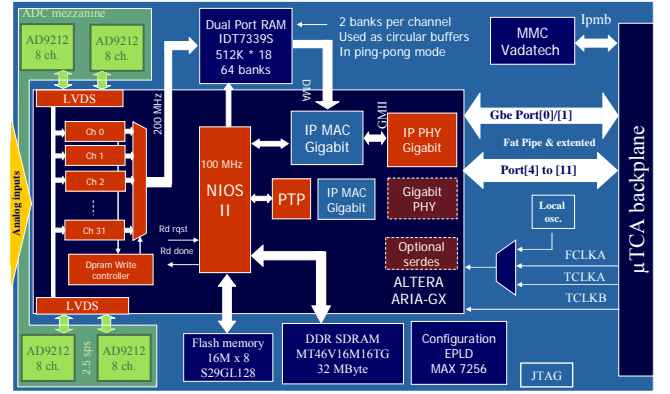 ADC mezzanine
AD9212
8 ch.
AD9212
8 ch.
Dual Port RAM
IDT7339S
512K * 18
64 banks
2 banks per channel
Used as circular buffers
In ping-pong mode
MMC
Vadatech
Ipmb
LVDS
200 MHz
DMA
GMII
Ch 0
Ch 1
Ch 2
Ch 31
Dpram Write
controller
Analog inputs
100 MHz
NIOS
II
IP MAC
Gigabit
IP PHY
Gigabit
PTP
IP MAC
Gigabit
Gigabit
PHY
Optional
serdes
Rd rqst
Rd done
ALTERA
ARIA-GX
Gbe Port[0]/[1]
Fat Pipe & extented
Port[4] to [11]
Local
osc.
FCLKA
TCLKA
TCLKB
µTCA backplane
LVDS
AD9212
8 ch.
2.5 sps
AD9212
8 ch.
Flash memory
16M x 8
S29GL128
DDR SDRAM
MT46V16M16TG
32 MByte
Configuration
EPLD
MAX 7256
JTAG